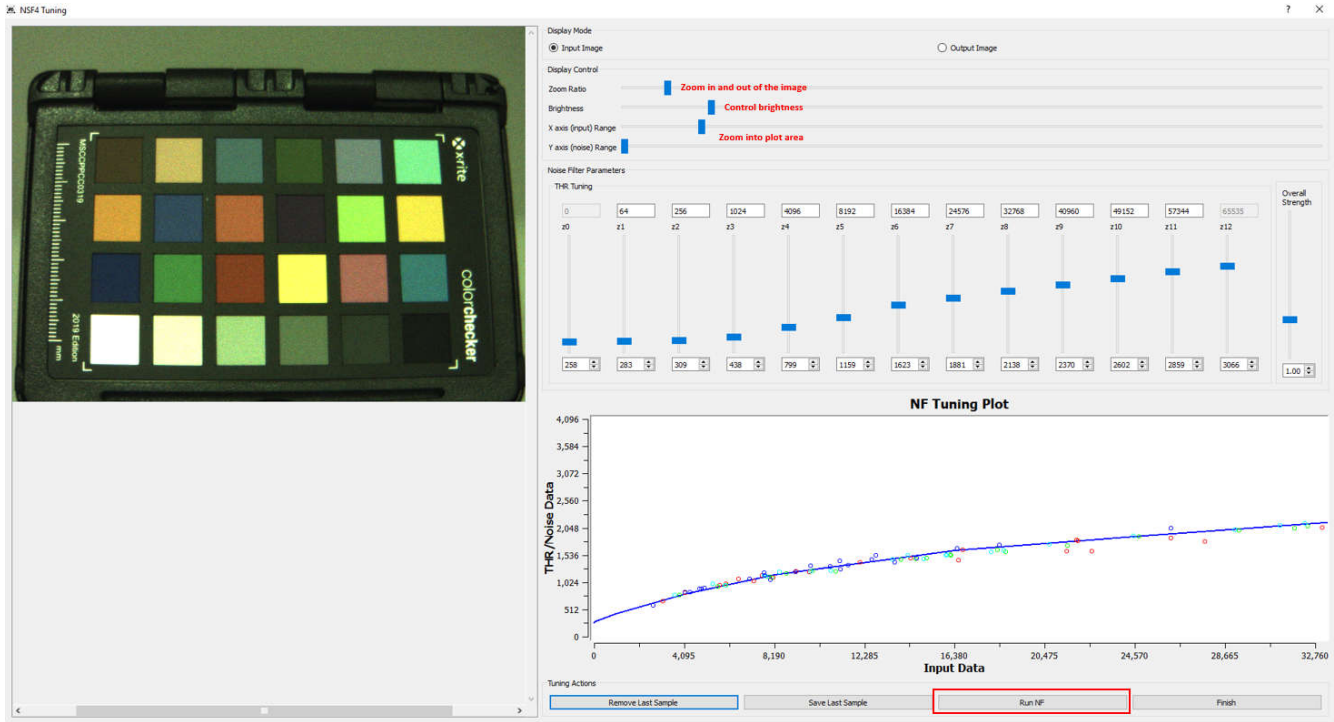 NSF4 Tuning
? ×
MSCCPPCC0319
2019 Edition
mm
x-rite
colorchecker
Display Mode
Input Image Output Image
Display Control
Zoom Ratio Zoom in and out of the image
Brightness Control brightness
X axis (input) Range
Zoom into plot area
Y axis (noise) Range
Noise Filter Parameters
THR Tuning
0 64 256 1024 4096 8192 16384 24576 32768 40960 49152 57344 65535
z0 z1 z2 z3 z4 z5 z6 z7 z8 z9 z10 z11 z12
258 283 309 438 799 1159 1623 1881 2138 2370 2602 2859 3066
Overall
Strength
1.00
NF Tuning Plot
THR/Noise Data
4,096
3,584
3,072
2,560
2,048
1,536
1,024
512
0
0 4,095 8,190 12,285 16,380 20,475 24,570 28,665 32,760
Input Data
Tuning Actions
Remove Last Sample Save Last Sample Run NF Finish